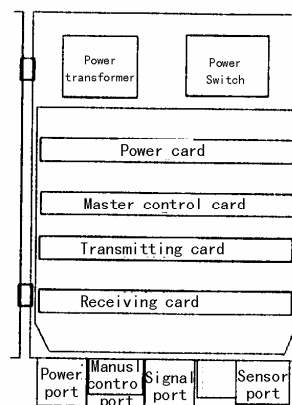 Power
transformer
Power
Switch
Power card
Master control card
Transmitting card
Receiving card
Power
port
Manusl
contro
port
Signal
port
Sensor
port